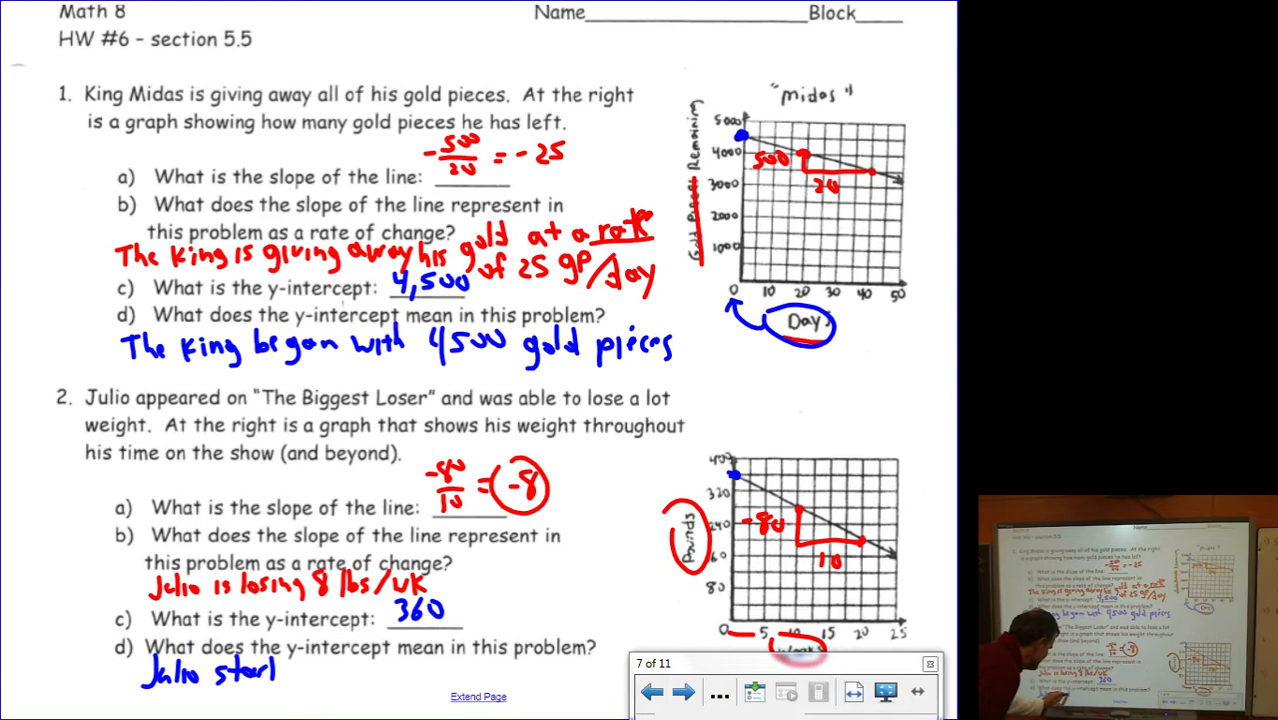 Math 8
Name Block
HW #6 - section 5.5
1. King Midas is giving away all of his gold pieces. At the right
is a graph showing how many gold pieces he has left.
-500/20 = -25
a) What is the slope of the line:
b) What does the slope of the line represent in
this problem as a rate of change?
The King is giving away his gold at a rate
of 25 gp/day
c) What is the y-intercept: 4,500
d) What does the y-intercept mean in this problem?
The King began with 4500 gold pieces
"Midas"
Gold Pieces Remaining
5000
4000
3000
2000
1000
500
20
0 10 20 30 40 50
Days
2. Julio appeared on "The Biggest Loser" and was able to lose a lot
weight. At the right is a graph that shows his weight throughout
his time on the show (and beyond).
-80/10 = -8
a) What is the slope of the line:
b) What does the slope of the line represent in
this problem as a rate of change?
Julio is losing 8 lbs/wk
c) What is the y-intercept: 360
d) What does the y-intercept mean in this problem?
Julio start
Pounds
400
320
240
60
80
-80
10
0 5 10 15 20 25
Weeks
7 of 11
Extend Page